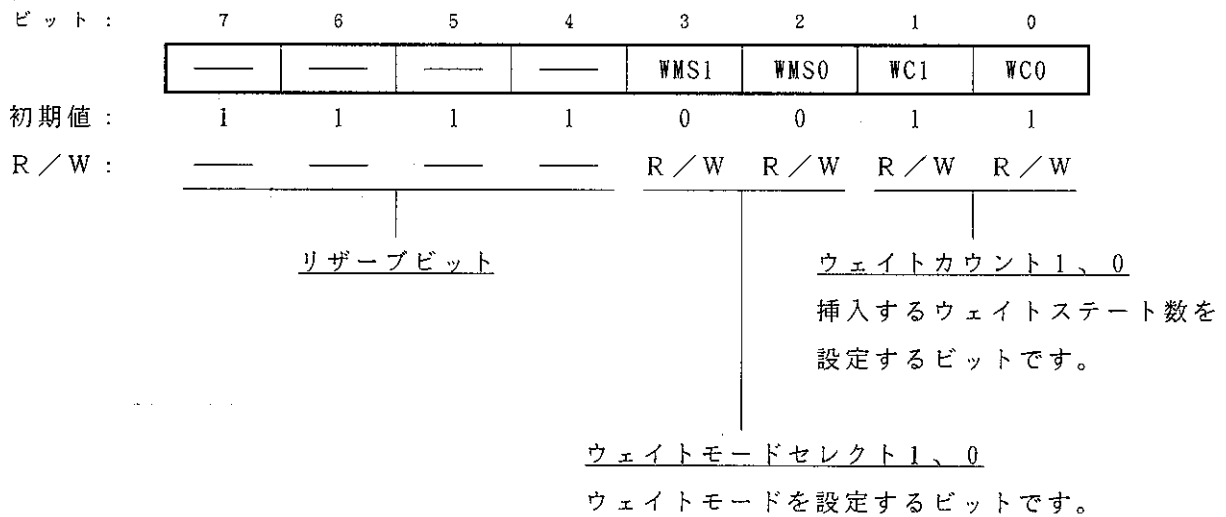 ビット： 7 6 5 4 3 2 1 0
— — — — WMS1 WMS0 WC1 WC0
初期値： 1 1 1 1 0 0 1 1
R／W： — — — — R／W R／W R／W R／W
リザーブビット
ウェイトカウント1、0
挿入するウェイトステート数を
設定するビットです。
ウェイトモードセレクト1、0
ウェイトモードを設定するビットです。